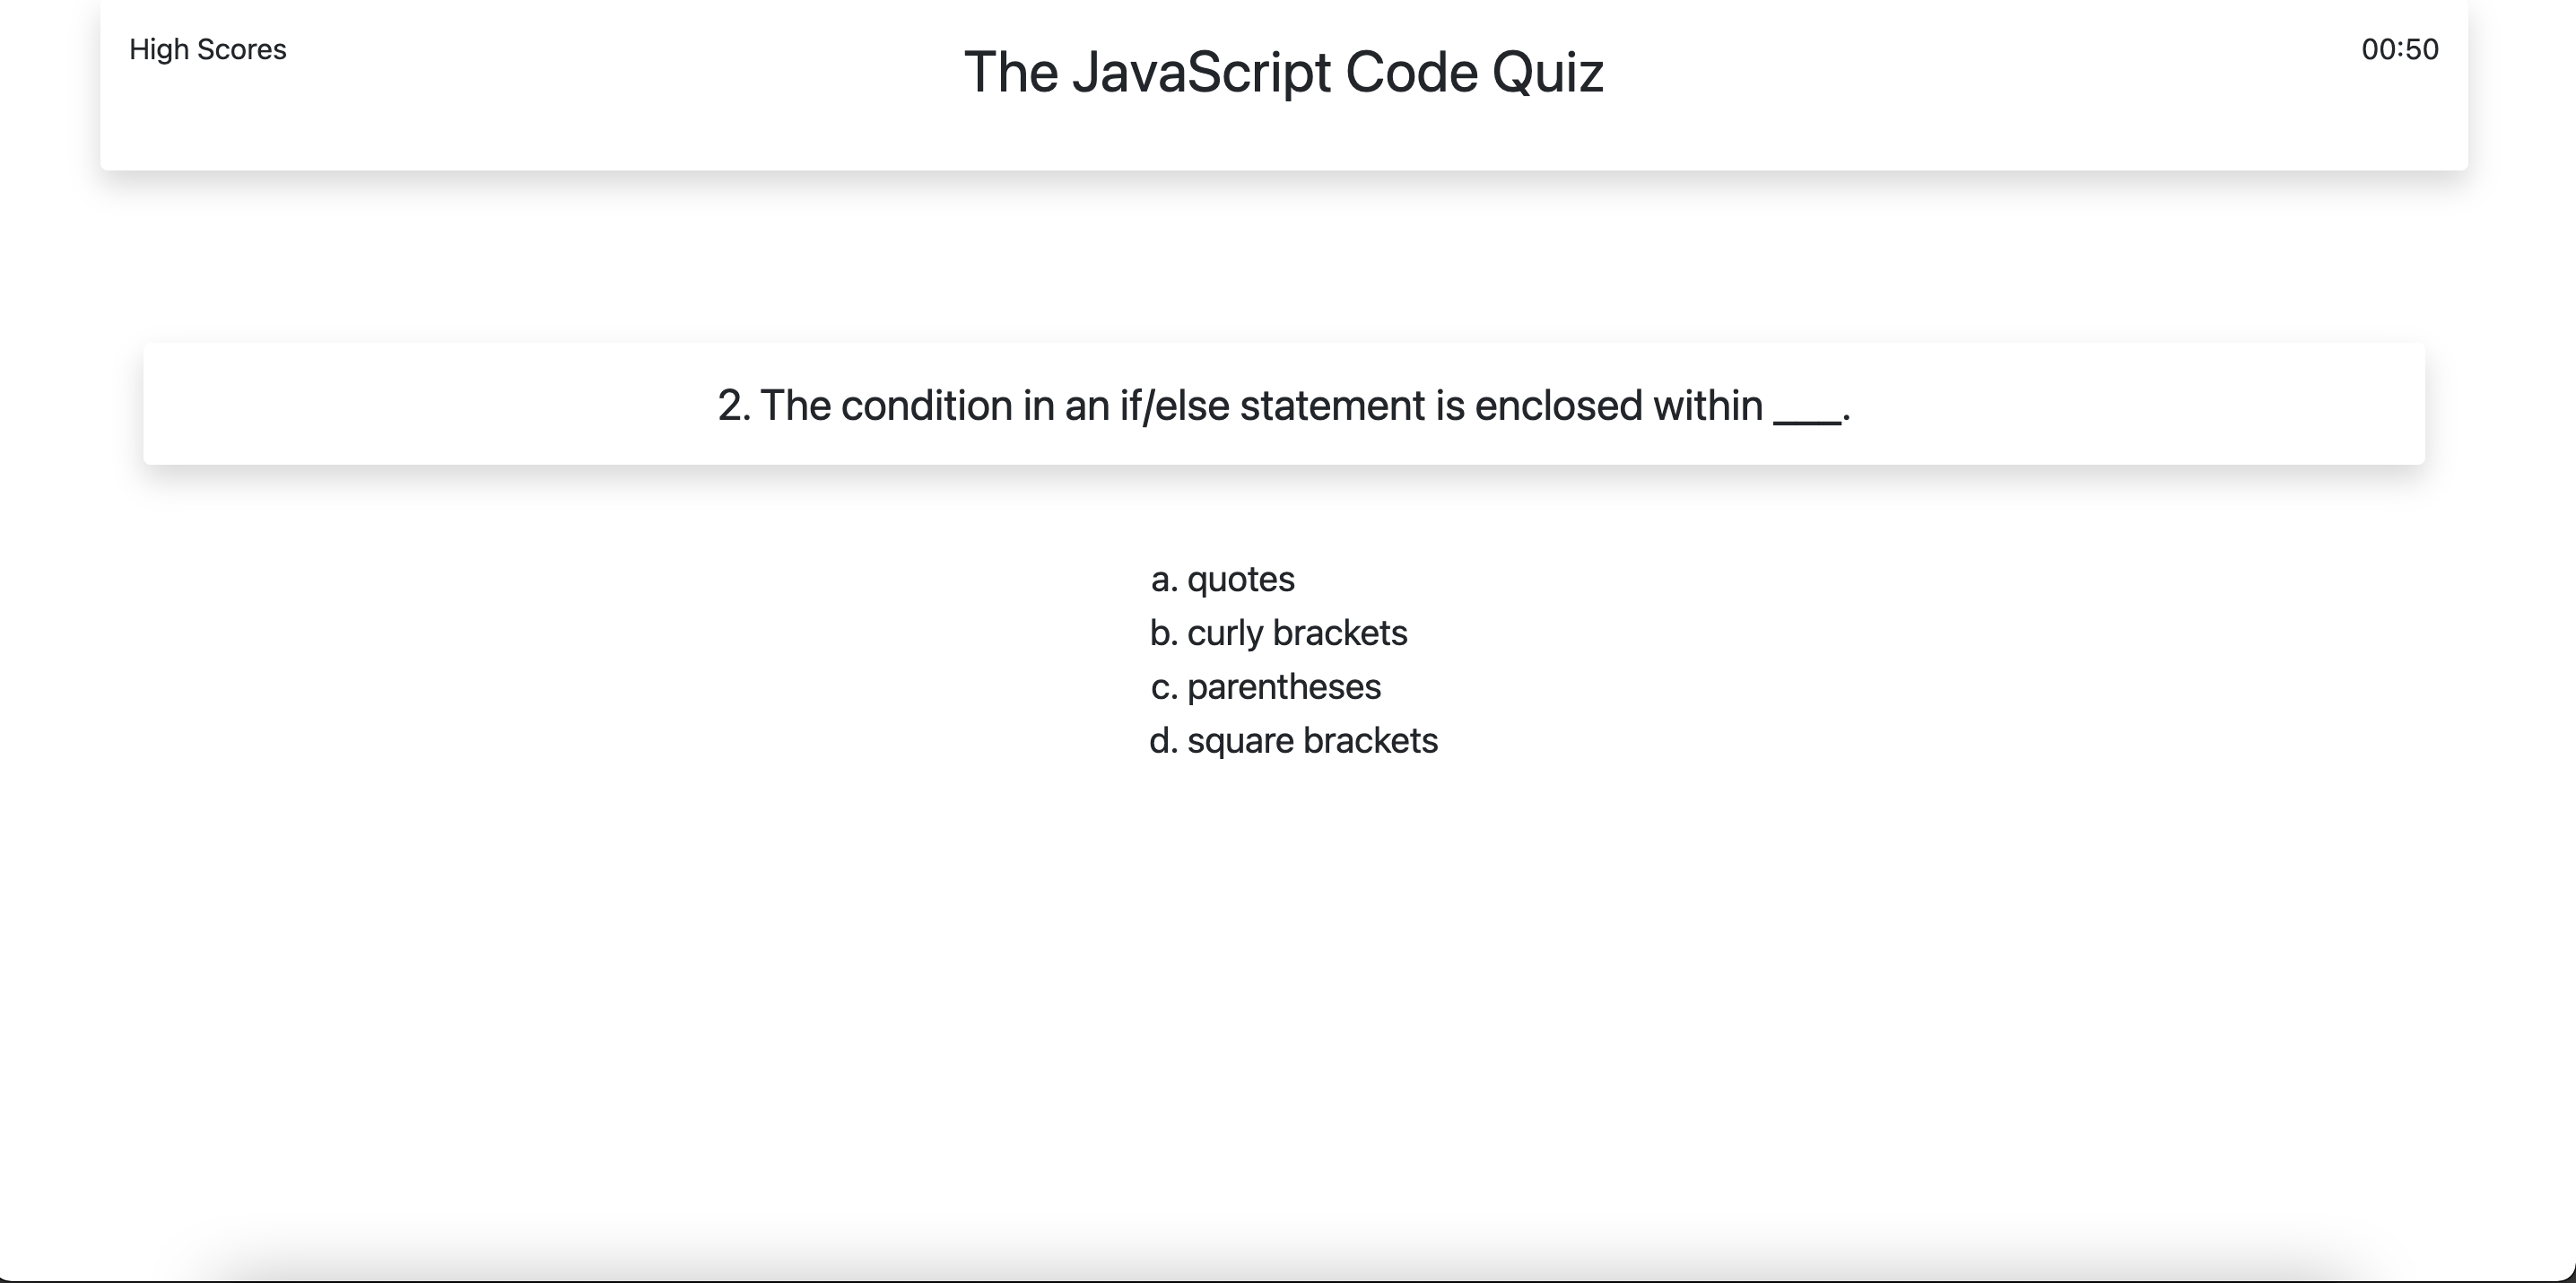 High Scores
The JavaScript Code Quiz
00:50
2. The condition in an if/else statement is enclosed within ____.
a. quotes
b. curly brackets
c. parentheses
d. square brackets